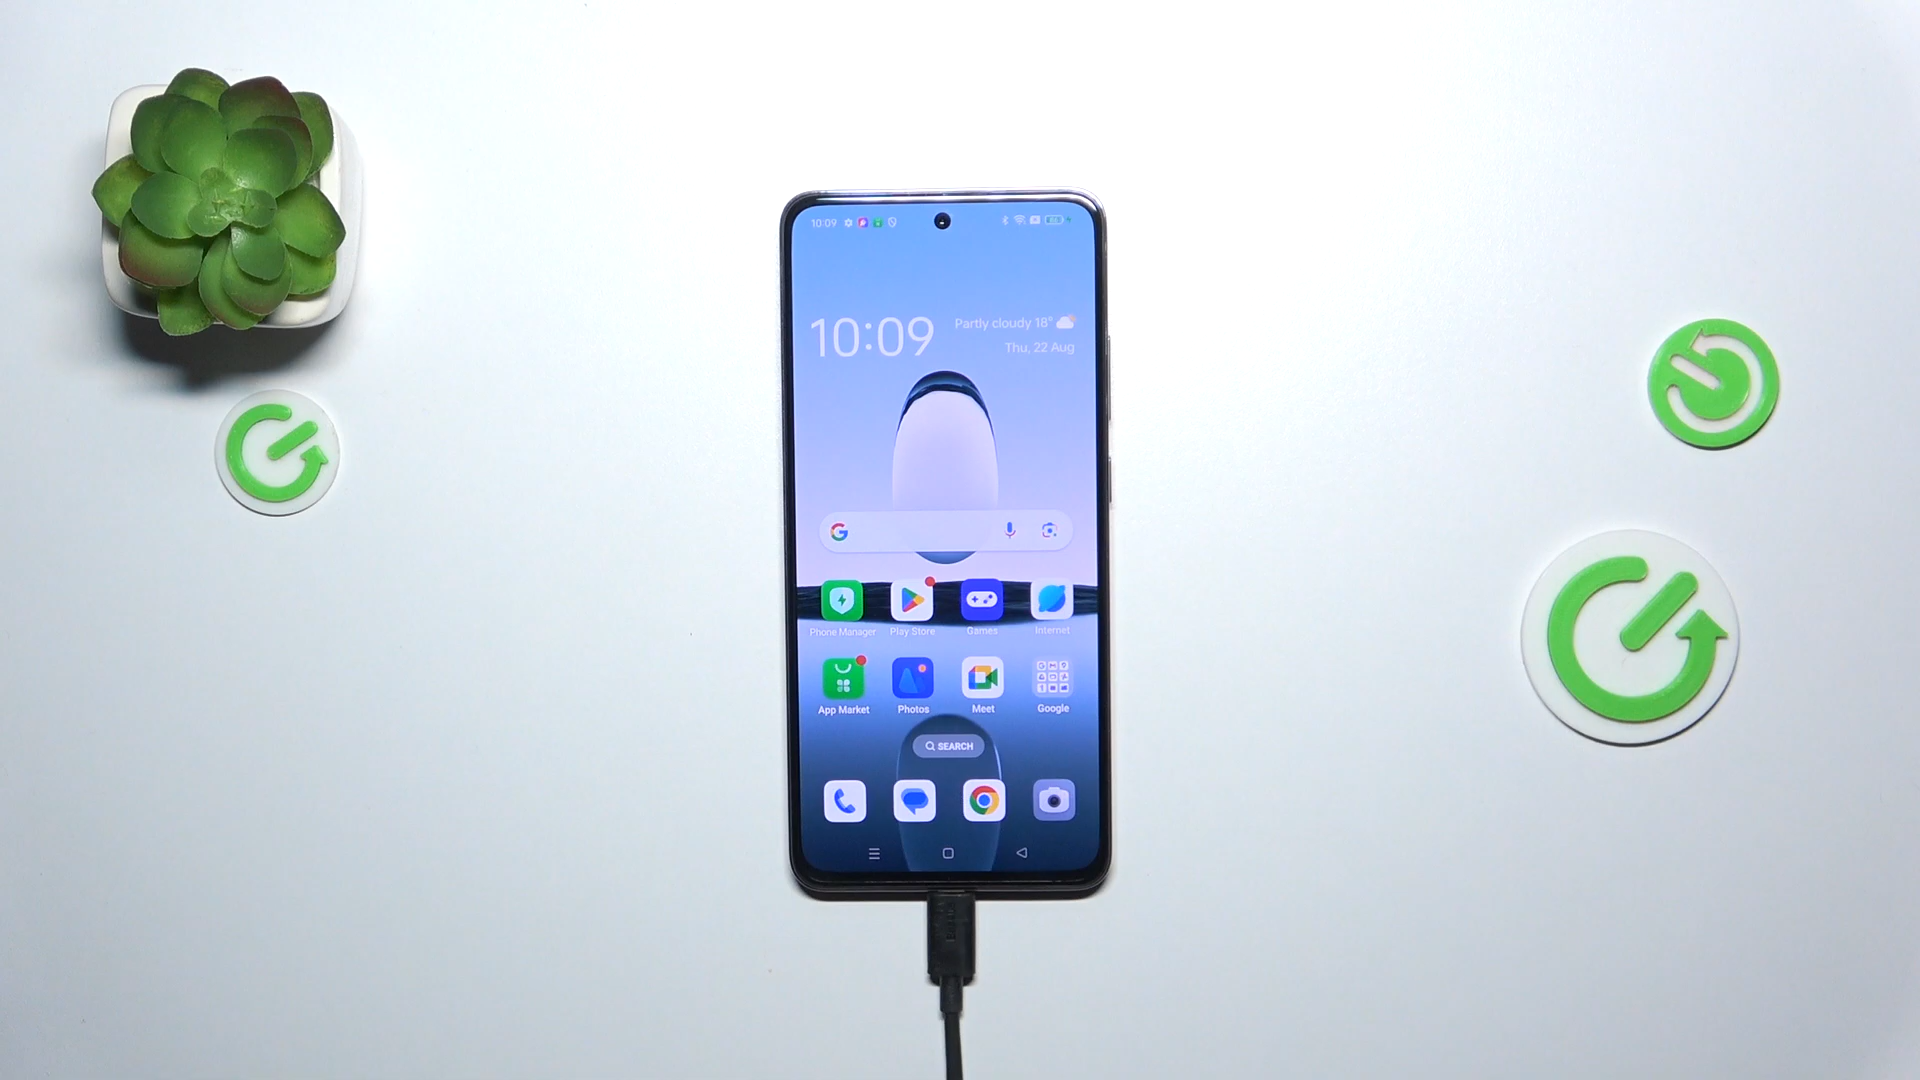 10:09
10:09
Partly cloudy 18°
Thu, 22 Aug
Phone Manager
Play Store
Games
Internet
App Market
Photos
Meet
Google
SEARCH